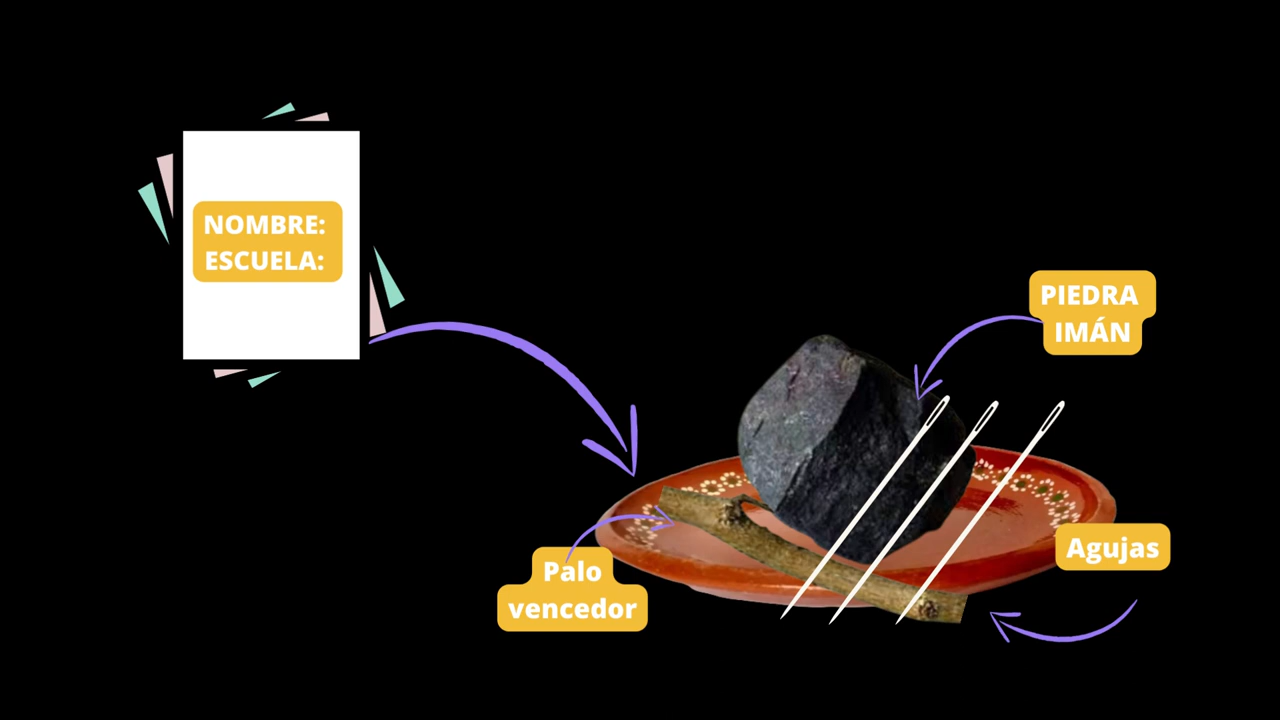 NOMBRE:
ESCUELA:
PIEDRA
IMÁN
Agujas
Palo
vencedor